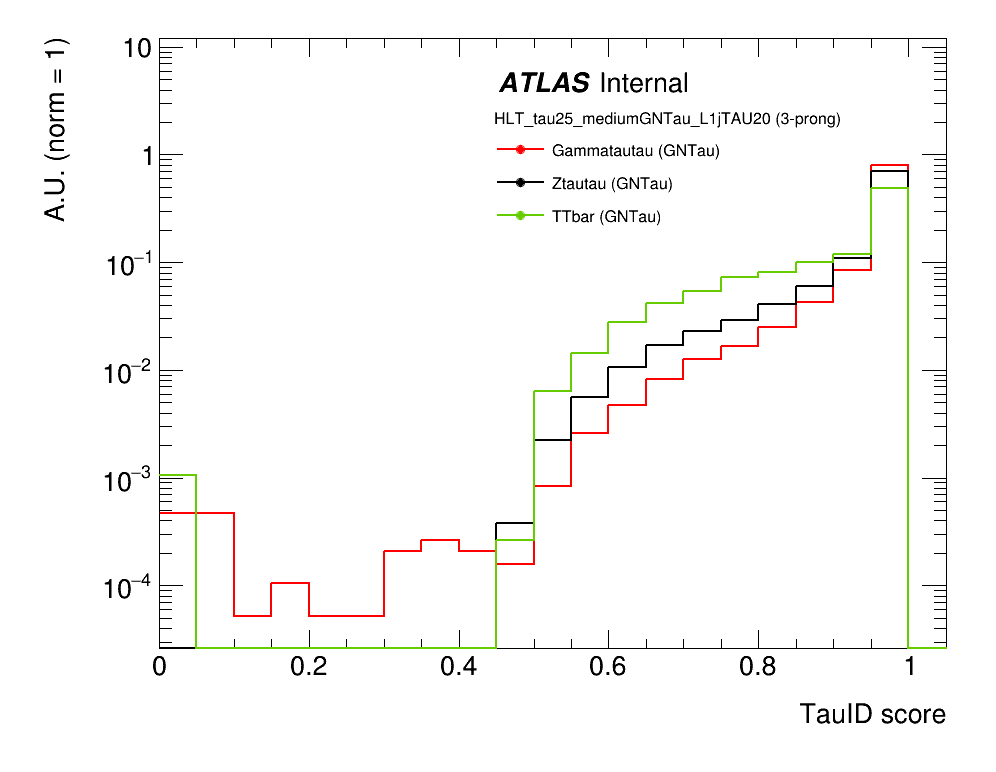 A.U. (norm = 1)
10
1
10⁻¹
10⁻²
10⁻³
10⁻⁴
ATLAS Internal
HLT_tau25_mediumGNTau_L1jTAU20 (3-prong)
Gammatautau (GNTau)
Ztautau (GNTau)
TTbar (GNTau)
0 0.2 0.4 0.6 0.8 1
TauID score